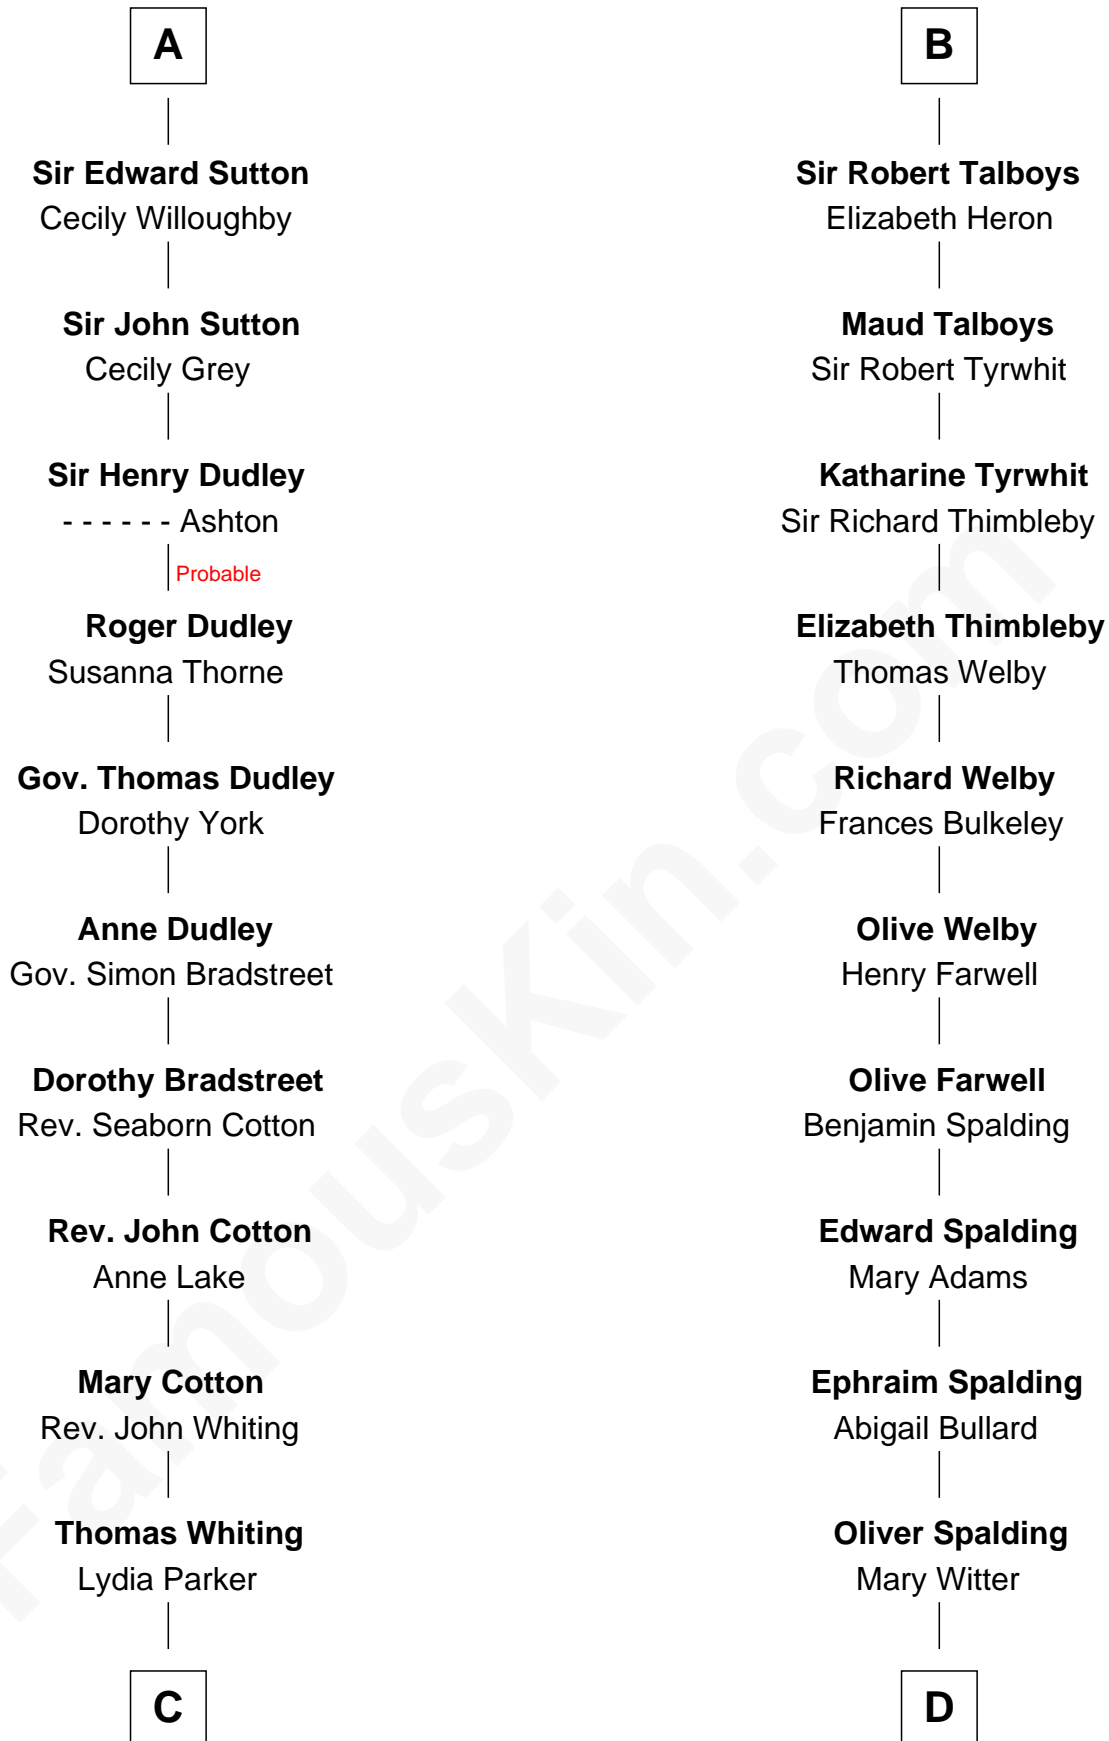 A
Sir Edward Sutton
Cecily Willoughby
Sir John Sutton
Cecily Grey
Sir Henry Dudley
- - - - - - Ashton
Probable
Roger Dudley
Susanna Thorne
Gov. Thomas Dudley
Dorothy York
Anne Dudley
Gov. Simon Bradstreet
Dorothy Bradstreet
Rev. Seaborn Cotton
Rev. John Cotton
Anne Lake
Mary Cotton
Rev. John Whiting
Thomas Whiting
Lydia Parker
C
B
Sir Robert Talboys
Elizabeth Heron
Maud Talboys
Sir Robert Tyrwhit
Katharine Tyrwhit
Sir Richard Thimbleby
Elizabeth Thimbleby
Thomas Welby
Richard Welby
Frances Bulkeley
Olive Welby
Henry Farwell
Olive Farwell
Benjamin Spalding
Edward Spalding
Mary Adams
Ephraim Spalding
Abigail Bullard
Oliver Spalding
Mary Witter
D
FamousKin.com